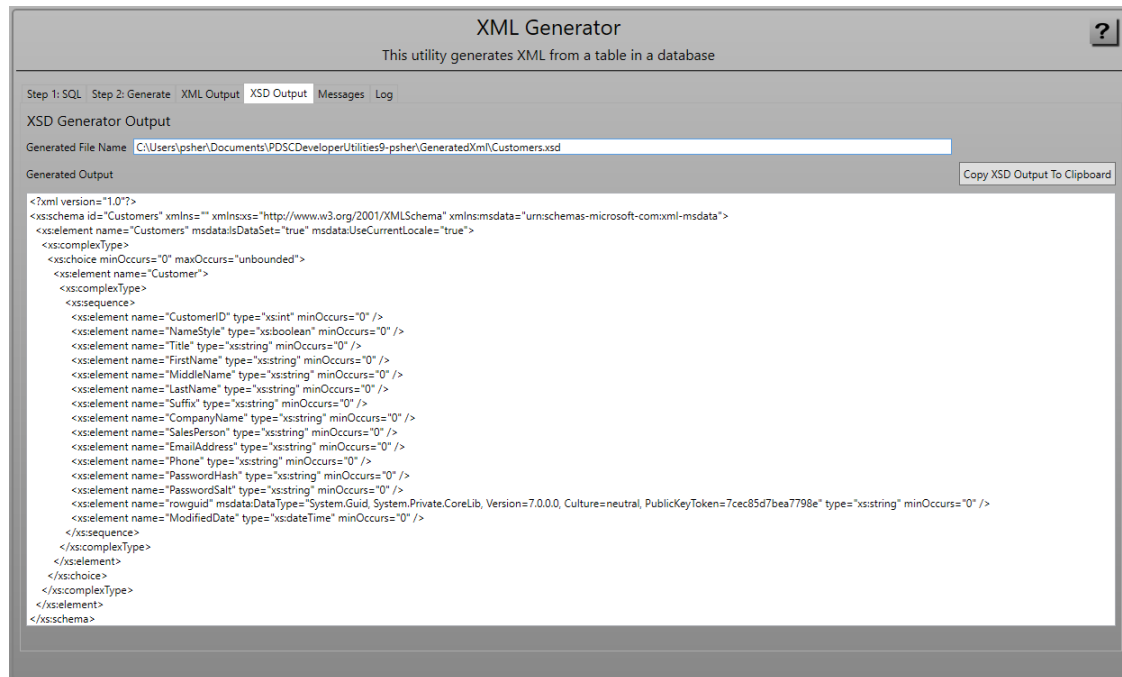 XML Generator
?
This utility generates XML from a table in a database
Step 1: SQL Step 2: Generate XML Output XSD Output Messages Log
XSD Generator Output
Generated File Name C:\Users\psher\Documents\PDSCDeveloperUtilities9-psher\GeneratedXml\Customers.xsd
Generated Output Copy XSD Output To Clipboard
<?xml version="1.0"?>
<xs:schema id="Customers" xmlns="" xmlns:xs="http://www.w3.org/2001/XMLSchema" xmlns:msdata="urn:schemas-microsoft-com:xml-msdata">
<xs:element name="Customers" msdata:IsDataSet="true" msdata:UseCurrentLocale="true">
<xs:complexType>
<xs:choice minOccurs="0" maxOccurs="unbounded">
<xs:element name="Customer">
<xs:complexType>
<xs:sequence>
<xs:element name="CustomerID" type="xs:int" minOccurs="0" />
<xs:element name="NameStyle" type="xs:boolean" minOccurs="0" />
<xs:element name="Title" type="xs:string" minOccurs="0" />
<xs:element name="FirstName" type="xs:string" minOccurs="0" />
<xs:element name="MiddleName" type="xs:string" minOccurs="0" />
<xs:element name="LastName" type="xs:string" minOccurs="0" />
<xs:element name="Suffix" type="xs:string" minOccurs="0" />
<xs:element name="CompanyName" type="xs:string" minOccurs="0" />
<xs:element name="SalesPerson" type="xs:string" minOccurs="0" />
<xs:element name="EmailAddress" type="xs:string" minOccurs="0" />
<xs:element name="Phone" type="xs:string" minOccurs="0" />
<xs:element name="PasswordHash" type="xs:string" minOccurs="0" />
<xs:element name="PasswordSalt" type="xs:string" minOccurs="0" />
<xs:element name="rowguid" msdata:DataType="System.Guid, System.Private.CoreLib, Version=7.0.0.0, Culture=neutral, PublicKeyToken=7cec85d7bea7798e" type="xs:string" minOccurs="0" />
<xs:element name="ModifiedDate" type="xs:dateTime" minOccurs="0" />
</xs:sequence>
</xs:complexType>
</xs:element>
</xs:choice>
</xs:complexType>
</xs:element>
</xs:schema>